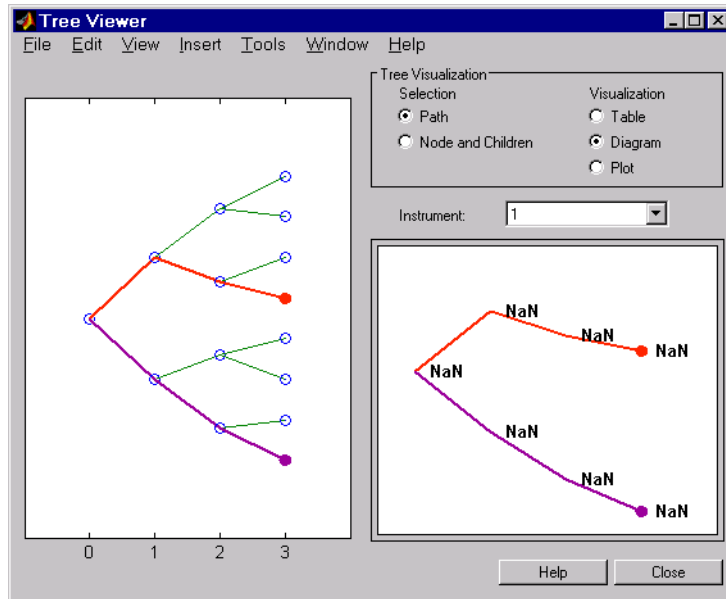 Tree Viewer
File Edit View Insert Tools Window Help
Tree Visualization
Selection Visualization
Path Table
Node and Children Diagram
Plot
Instrument: 1
NaN
NaN
NaN
NaN
NaN
NaN
NaN
0 1 2 3
Help Close